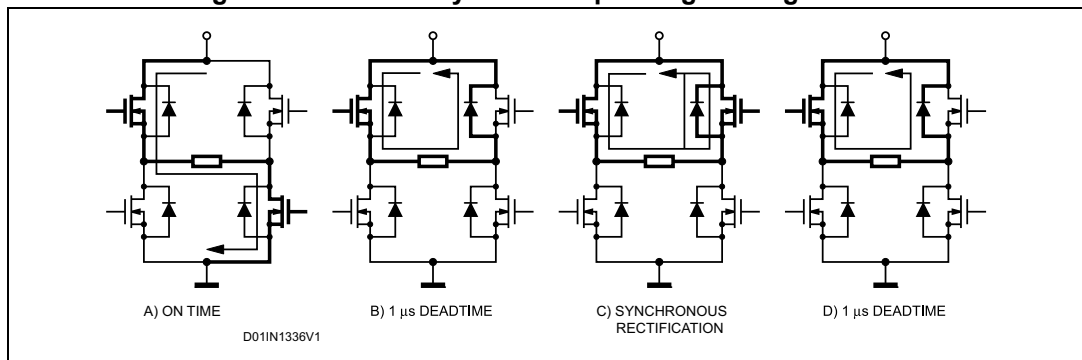 A) ON TIME
B) 1 μs DEADTIME
C) SYNCHRONOUS
RECTIFICATION
D) 1 μs DEADTIME
D01IN1336V1